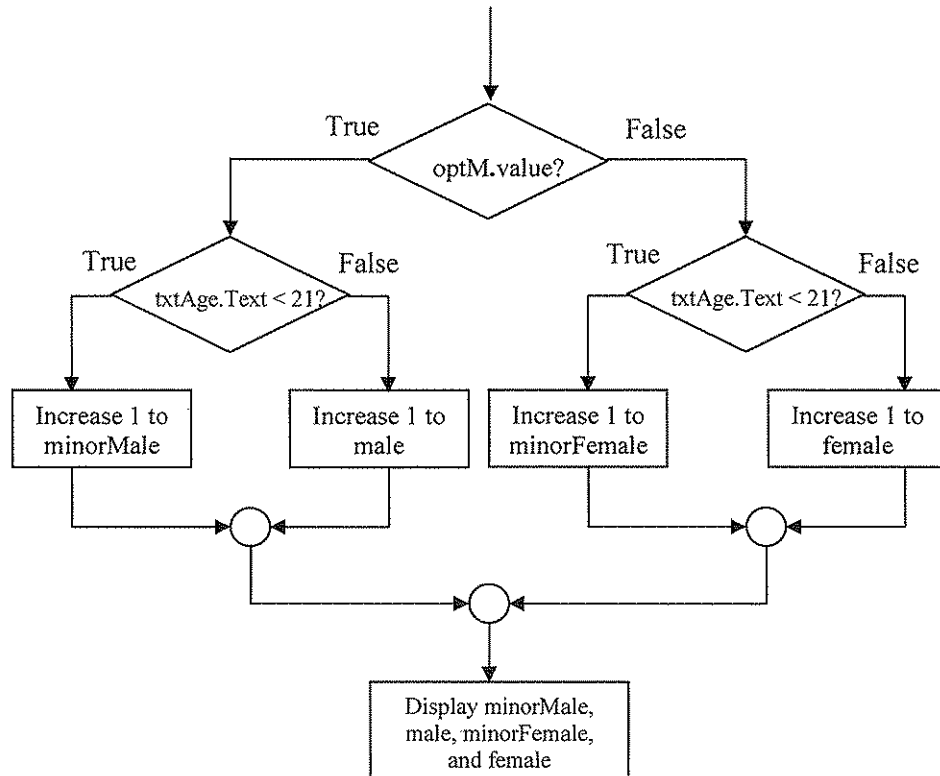 True
False
optM.value?
True
False
True
False
txtAge.Text < 21?
txtAge.Text < 21?
Increase 1 to
minorMale
Increase 1 to
male
Increase 1 to
minorFemale
Increase 1 to
female
Display minorMale,
male, minorFemale,
and female